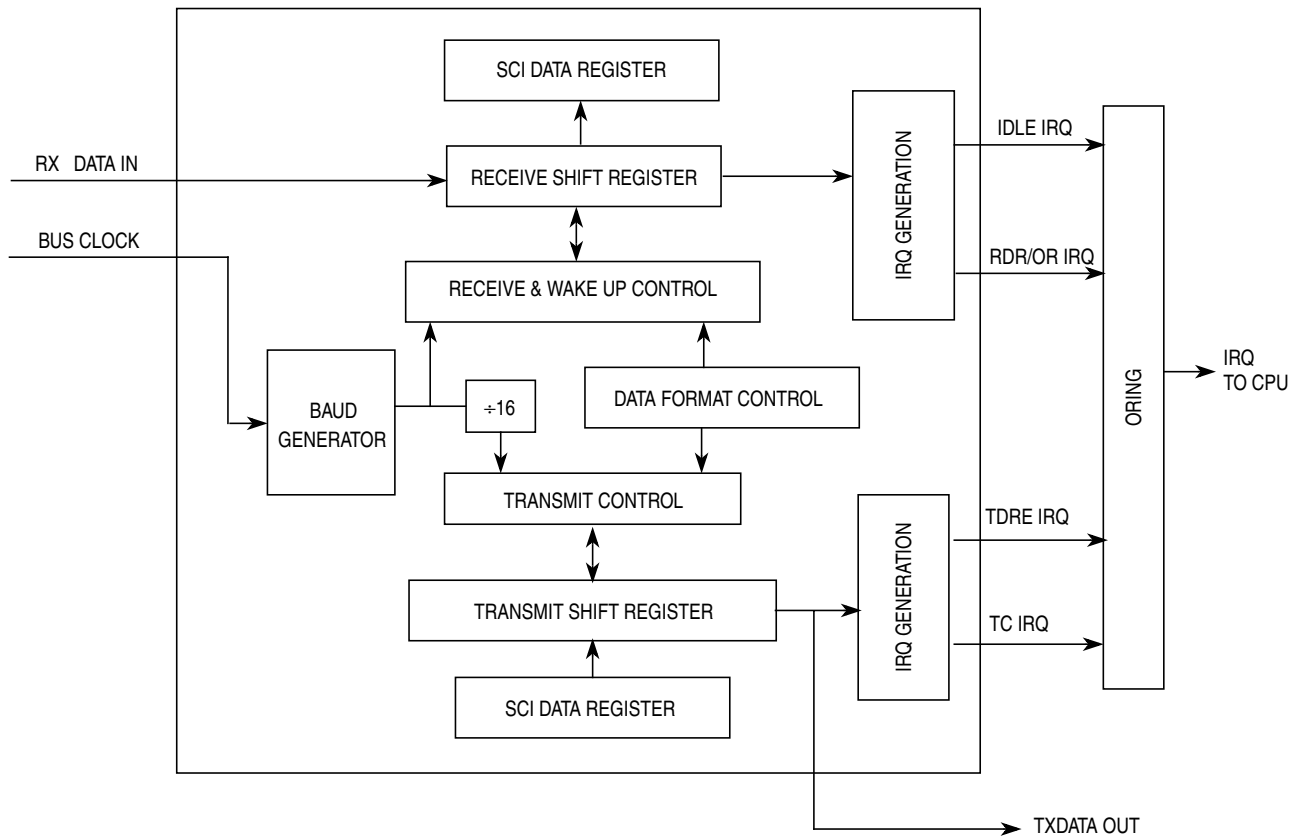 SCI DATA REGISTER
RX DATA IN
RECEIVE SHIFT REGISTER
IRQ GENERATION
IDLE IRQ
BUS CLOCK
RDR/OR IRQ
RECEIVE & WAKE UP CONTROL
BAUD
GENERATOR
÷16
DATA FORMAT CONTROL
ORING
IRQ
TO CPU
TRANSMIT CONTROL
IRQ GENERATION
TDRE IRQ
TRANSMIT SHIFT REGISTER
TC IRQ
SCI DATA REGISTER
TXDATA OUT